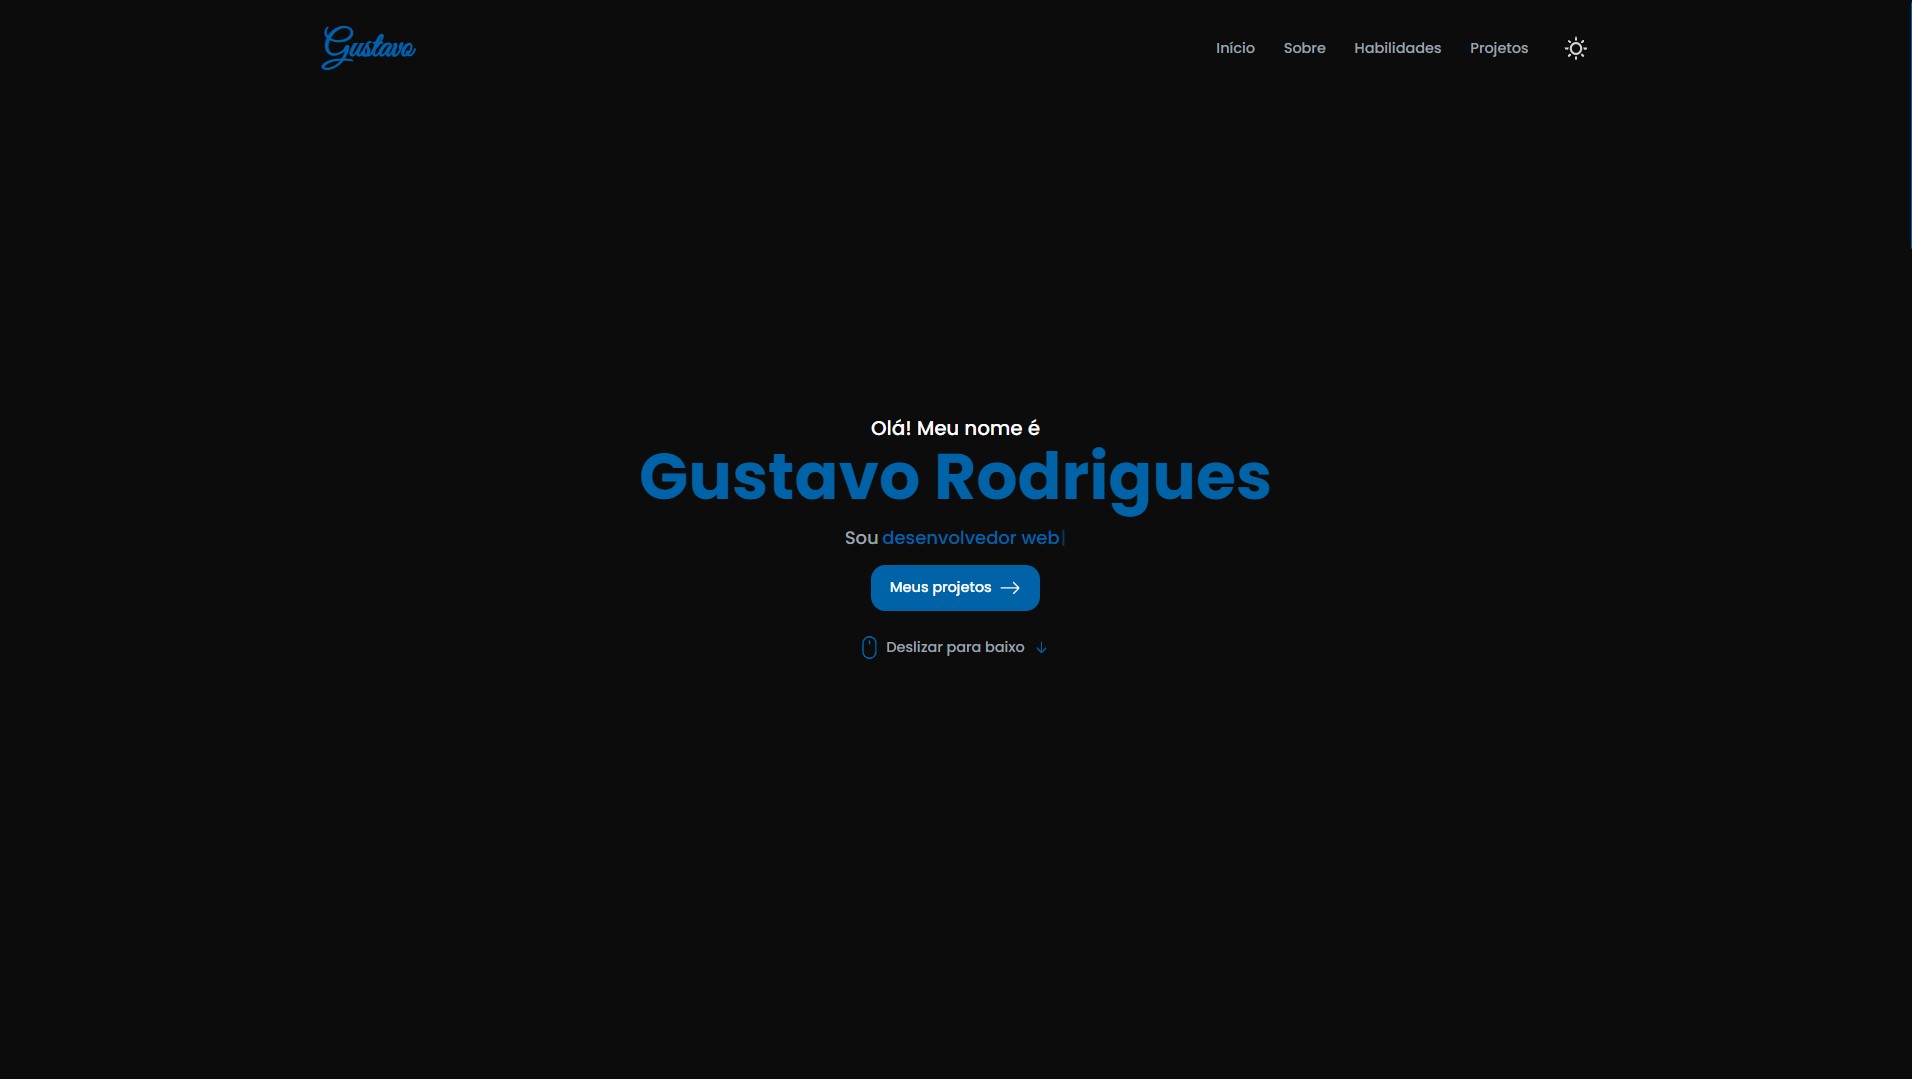 Gustavo
Início Sobre Habilidades Projetos
Olá! Meu nome é
Gustavo Rodrigues
Sou desenvolvedor web|
Meus projetos
Deslizar para baixo